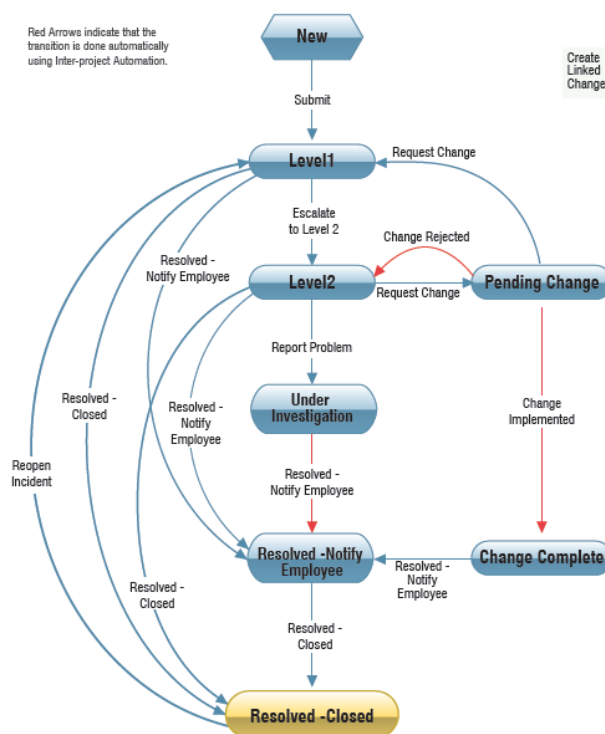 Red Arrows indicate that the
transition is done automatically
using Inter-project Automation.
New
Create
Linked
Change
Submit
Level1
Request Change
Escalate
to Level 2
Change Rejected
Resolved -
Notify Employee
Level2
Request Change
Pending Change
Report Problem
Under
Investigation
Resolved -
Closed
Resolved -
Notify
Employee
Change
Implemented
Reopen
Incident
Resolved -
Notify Employee
Resolved -Notify
Employee
Resolved -
Notify
Employee
Change Complete
Resolved -
Closed
Resolved -
Closed
Resolved -Closed